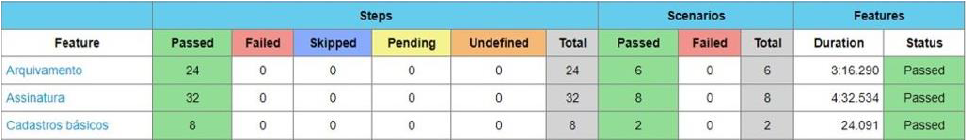 Steps Scenarios Features
Feature Passed Failed Skipped Pending Undefined Total Passed Failed Total Duration Status
Arquivamento 24 0 0 0 0 24 6 0 6 3:16.290 Passed
Assinatura 32 0 0 0 0 32 8 0 8 4:32.534 Passed
Cadastros básicos 8 0 0 0 0 8 2 0 2 24.091 Passed